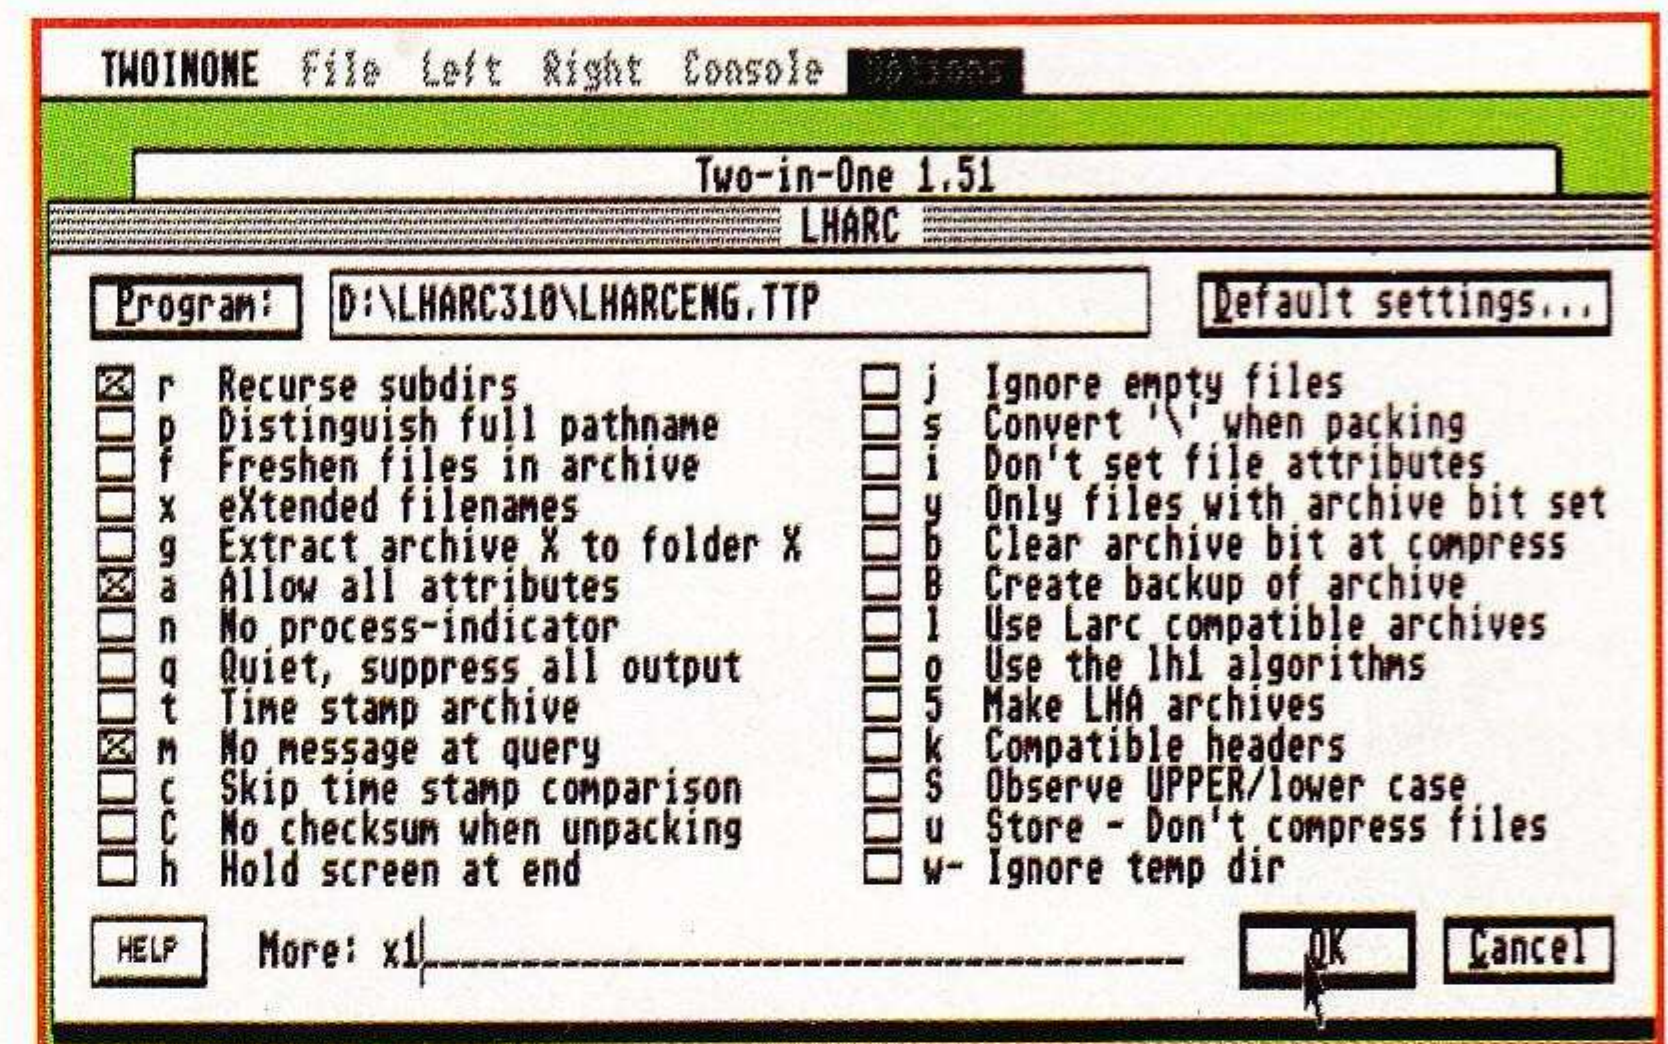 TWOINONE File Left Right Console Options
Two-in-One 1.51
LHARC
Program: D:\LHARC310\LHARCENG.TTP Default settings...
r Recurse subdirs
p Distinguish full pathname
f Freshen files in archive
x eXtended filenames
g Extract archive X to folder X
a Allow all attributes
n No process-indicator
q Quiet, suppress all output
t Time stamp archive
m No message at query
c Skip time stamp comparison
C No checksum when unpacking
h Hold screen at end
j Ignore empty files
s Convert '\' when packing
i Don't set file attributes
y Only files with archive bit set
b Clear archive bit at compress
B Create backup of archive
l Use Larc compatible archives
o Use the lh1 algorithms
5 Make LHA archives
k Compatible headers
S Observe UPPER/lower case
u Store - Don't compress files
w- Ignore temp dir
HELP More: x1 OK Cancel